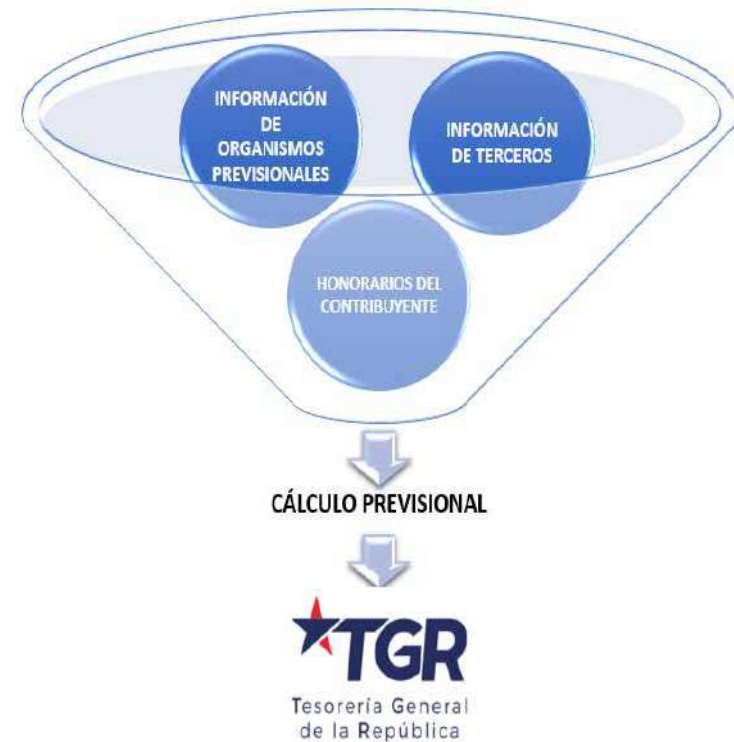 INFORMACIÓN
DE
ORGANISMOS
PREVISIONALES
INFORMACIÓN
DE TERCEROS
HONORARIOS DEL
CONTRIBUYENTE
CÁLCULO PREVISIONAL
TGR
Tesorería General
de la República